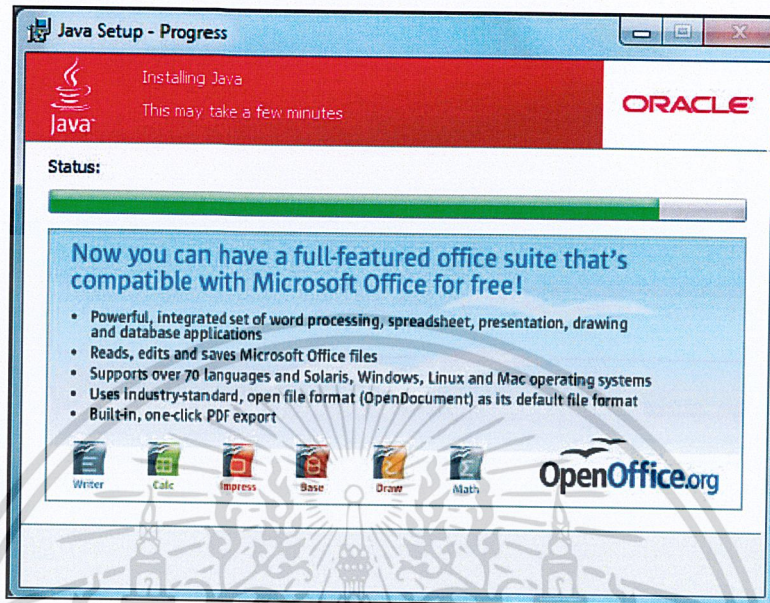 Java Setup - Progress
Installing Java
This may take a few minutes
Java
ORACLE
Status:
Now you can have a full-featured office suite that's
compatible with Microsoft Office for free!
• Powerful, integrated set of word processing, spreadsheet, presentation, drawing
and database applications
• Reads, edits and saves Microsoft Office files
• Supports over 70 languages and Solaris, Windows, Linux and Mac operating systems
• Uses industry-standard, open file format (OpenDocument) as its default file format
• Built-in, one-click PDF export
Writer Calc Impress Base Draw Math
OpenOffice.org